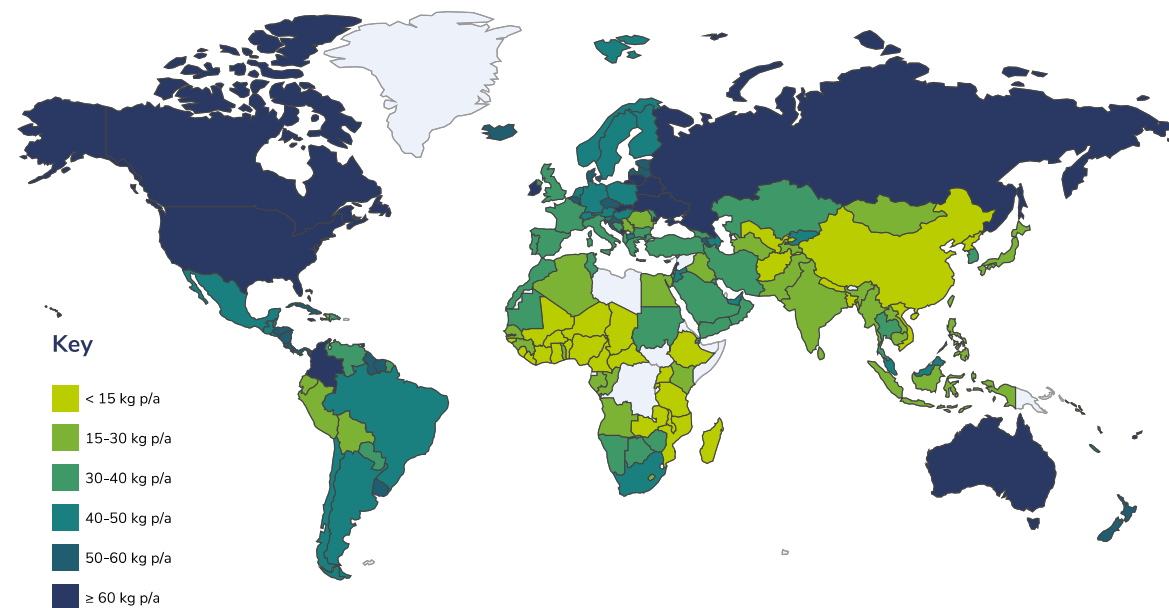 Key
< 15 kg p/a
15-30 kg p/a
30-40 kg p/a
40-50 kg p/a
50-60 kg p/a
≥ 60 kg p/a